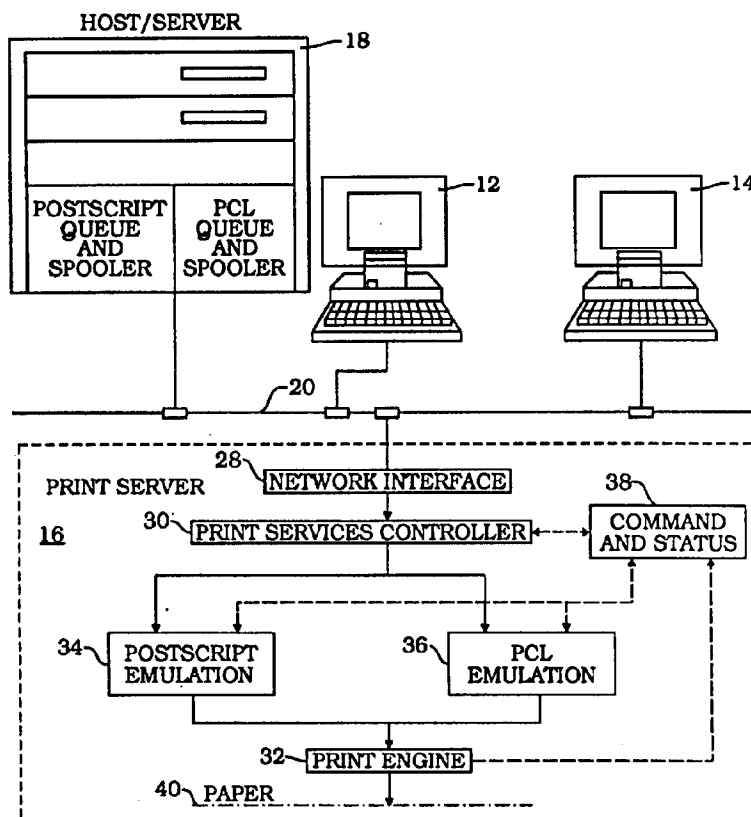 HOST/SERVER
18
POSTSCRIPT
QUEUE
AND
SPOOLER
PCL
QUEUE
AND
SPOOLER
12
14
20
PRINT SERVER
16
28
NETWORK INTERFACE
30
PRINT SERVICES CONTROLLER
38
COMMAND
AND STATUS
34
POSTSCRIPT
EMULATION
36
PCL
EMULATION
32
PRINT ENGINE
40
PAPER